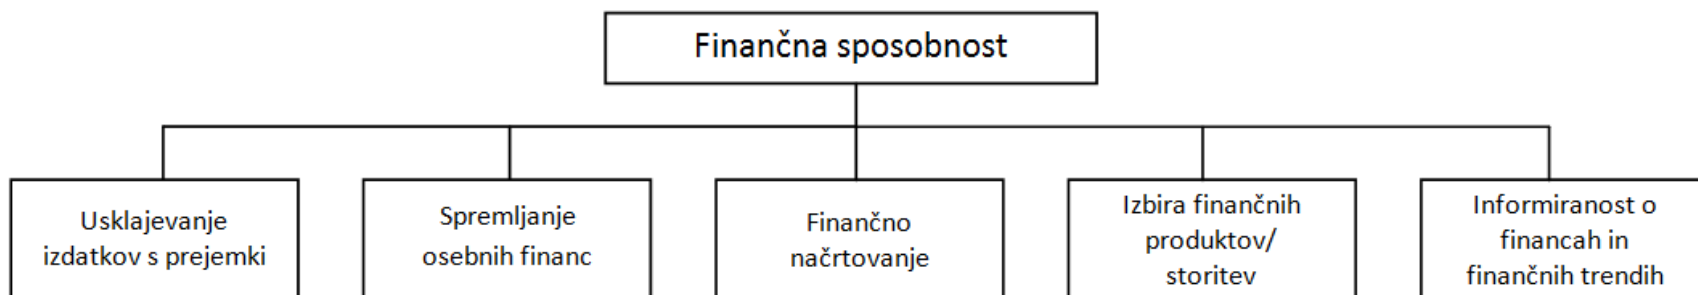 Finančna sposobnost
Usklajevanje
izdatkov s prejemki
Spremljanje
osebnih financ
Finančno
načrtovanje
Izbira finančnih
produktov/
storitev
Informiranost o
financah in
finančnih trendih